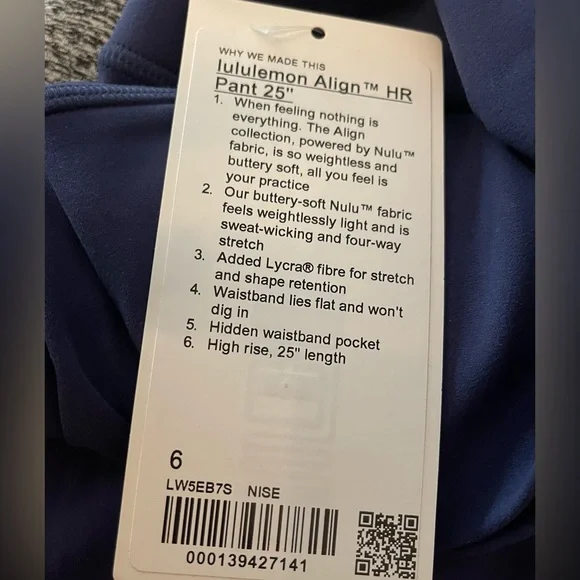 WHY WE MADE THIS
lululemon Align™ HR
Pant 25"
1. When feeling nothing is
everything. The Align
collection, powered by Nulu™
fabric, is so weightless and
buttery soft, all you feel is
your practice
2. Our buttery-soft Nulu™ fabric
feels weightlessly light and is
sweat-wicking and four-way
stretch
3. Added Lycra® fibre for stretch
and shape retention
4. Waistband lies flat and won't
dig in
5. Hidden waistband pocket
6. High rise, 25" length
6
LW5EB7S NISE
000139427141